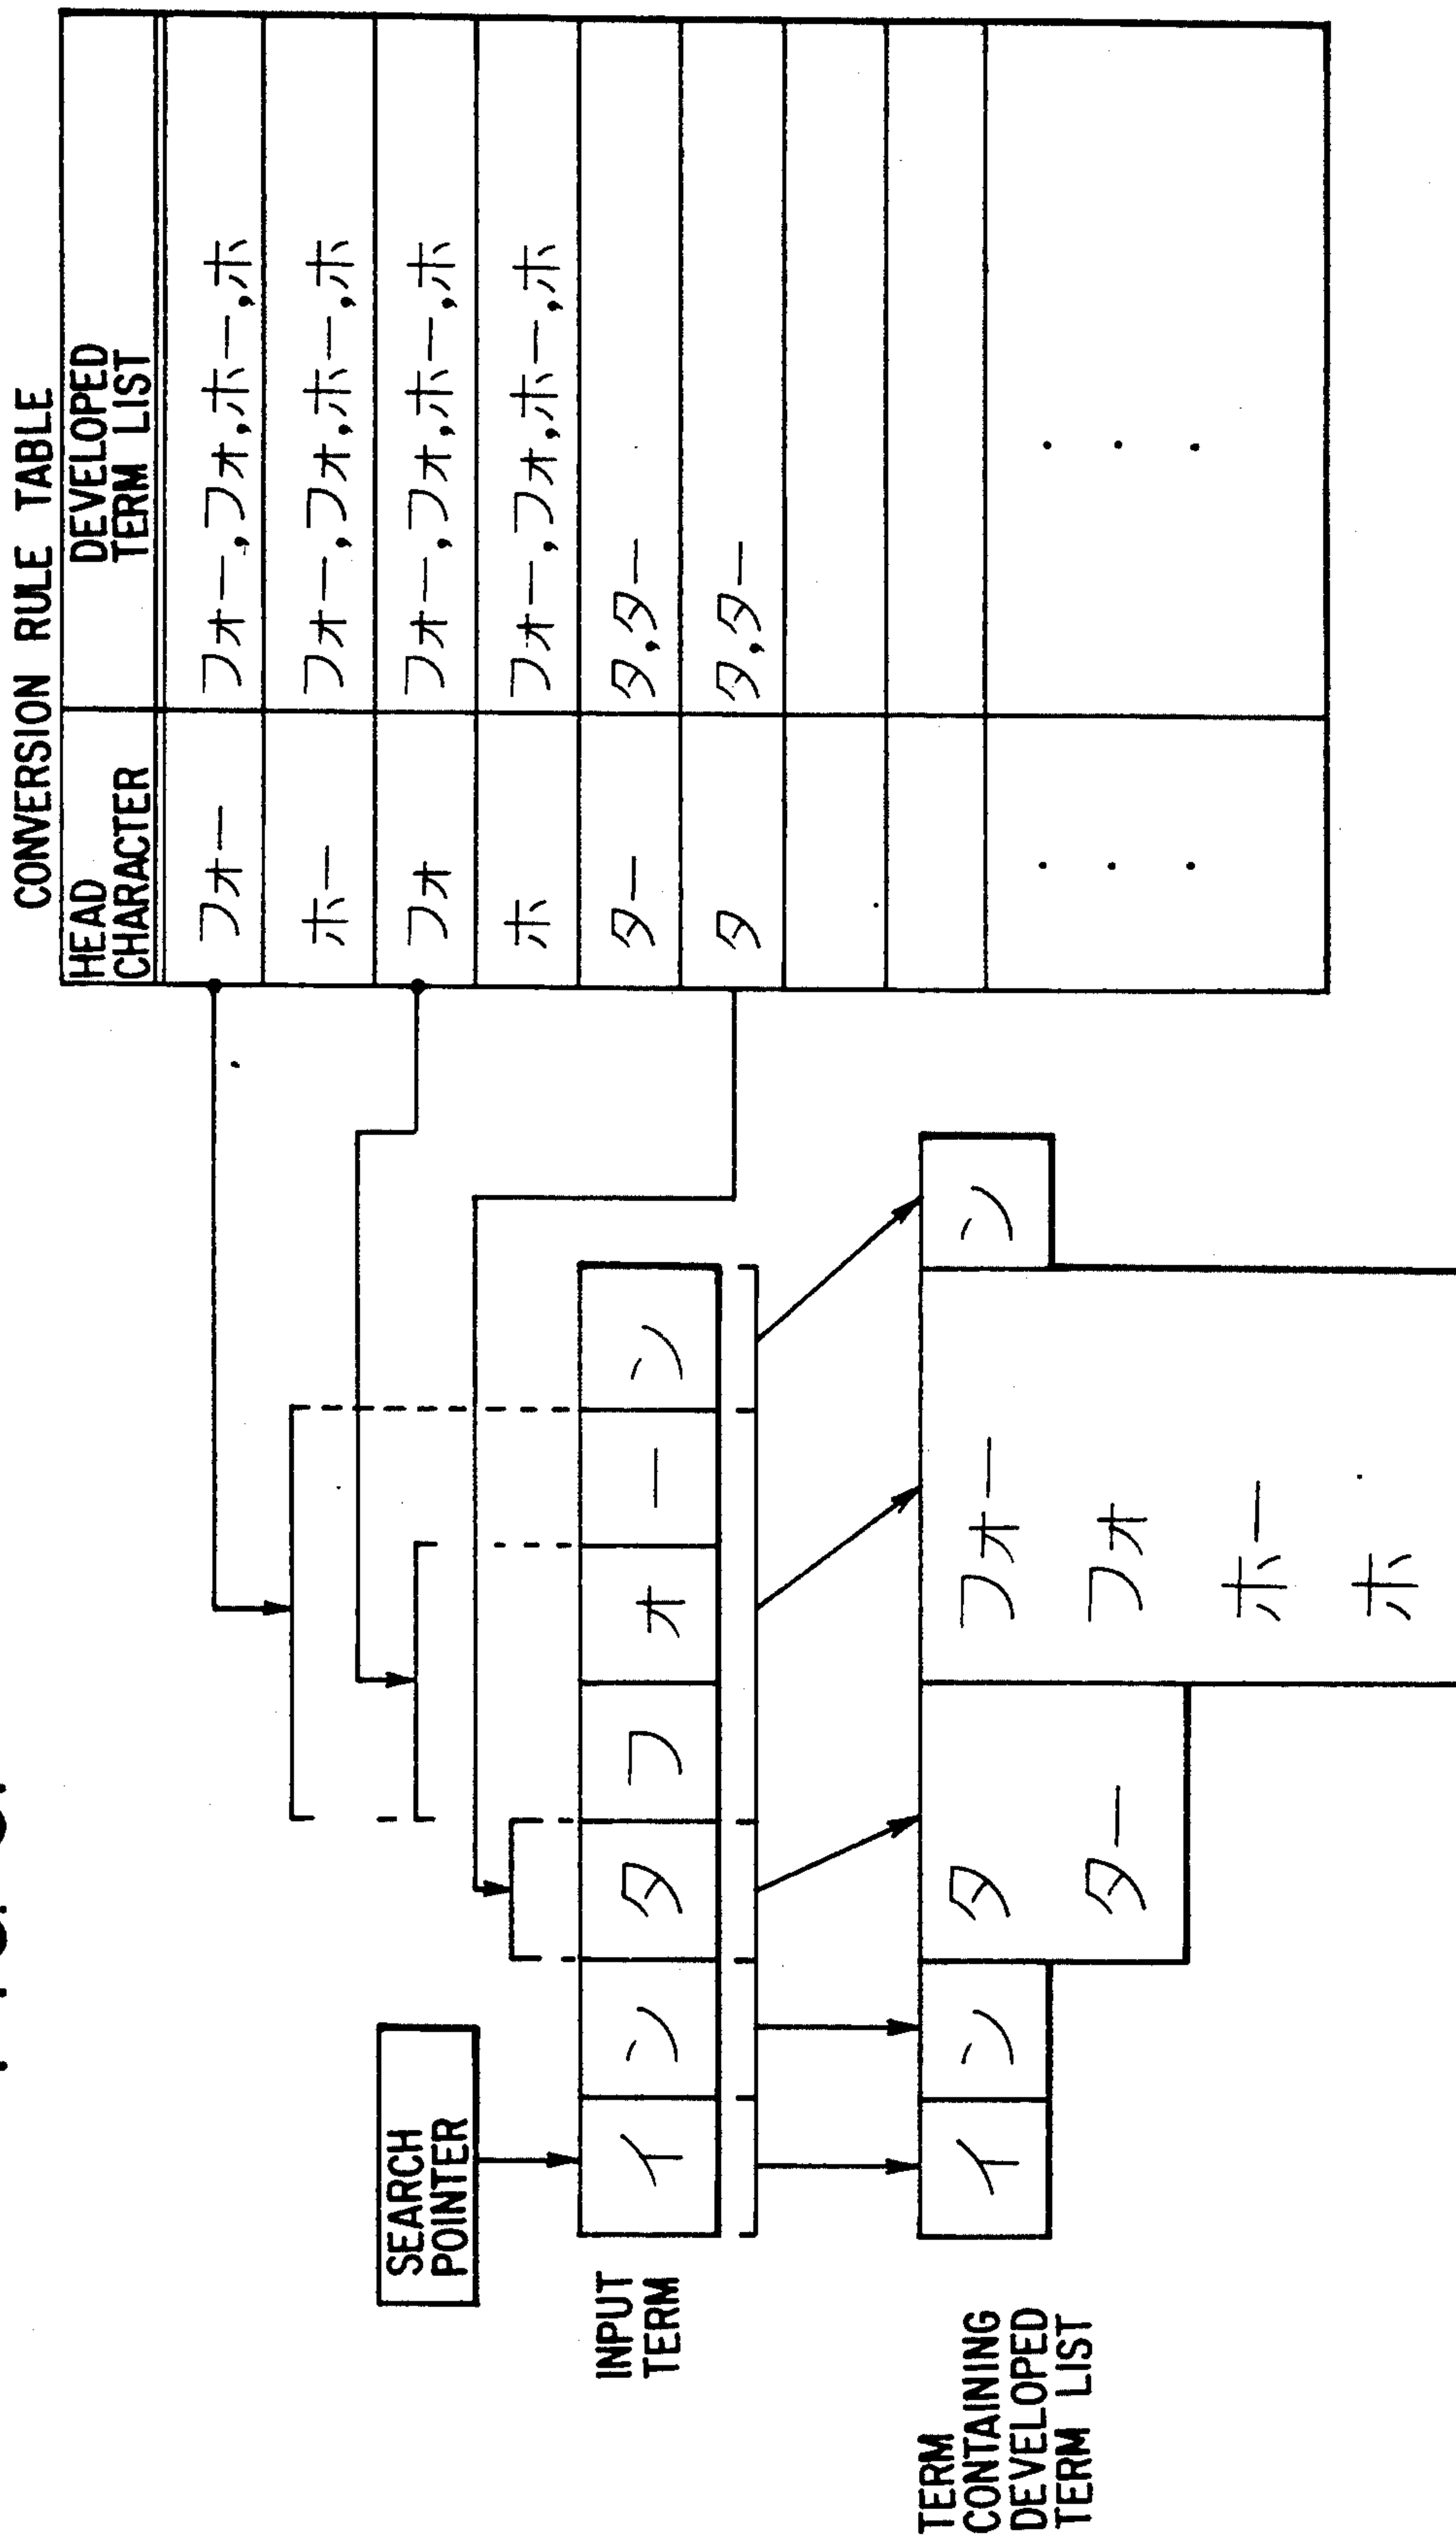 CONVERSION RULE TABLE
HEAD
CHARACTER
DEVELOPED
TERM LIST
フォー
フォー,フォ,ホー,ホ
ホー
フォー,フォ,ホー,ホ
フォ
フォー,フォ,ホー,ホ
ホ
フォー,フォ,ホー,ホ
ター
タ,ター
タ
タ,ター
SEARCH
POINTER
INPUT
TERM
インタフォーン
TERM
CONTAINING
DEVELOPED
TERM LIST
イ ン タ フォー ン
ター フォ
ホー
ホ